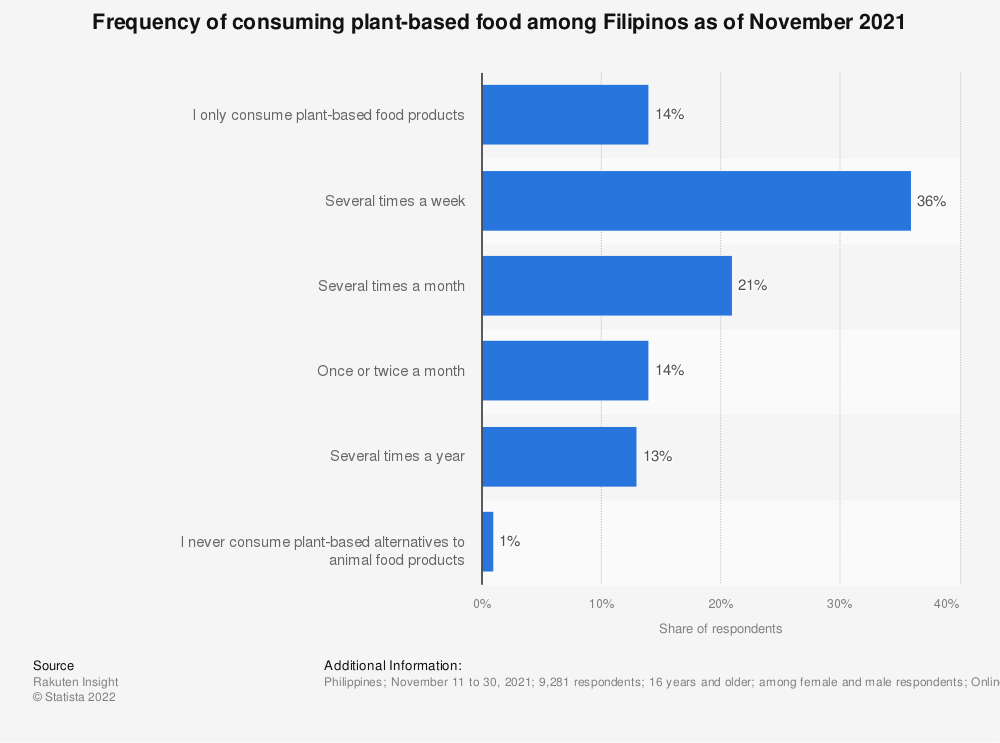 Frequency of consuming plant-based food among Filipinos as of November 2021
I only consume plant-based food products
14%
Several times a week
36%
Several times a month
21%
Once or twice a month
14%
Several times a year
13%
I never consume plant-based alternatives to
animal food products
1%
0%
10%
20%
30%
40%
Share of respondents
Source
Rakuten Insight
© Statista 2022
Additional Information:
Philippines; November 11 to 30, 2021; 9,281 respondents; 16 years and older; among female and male respondents;